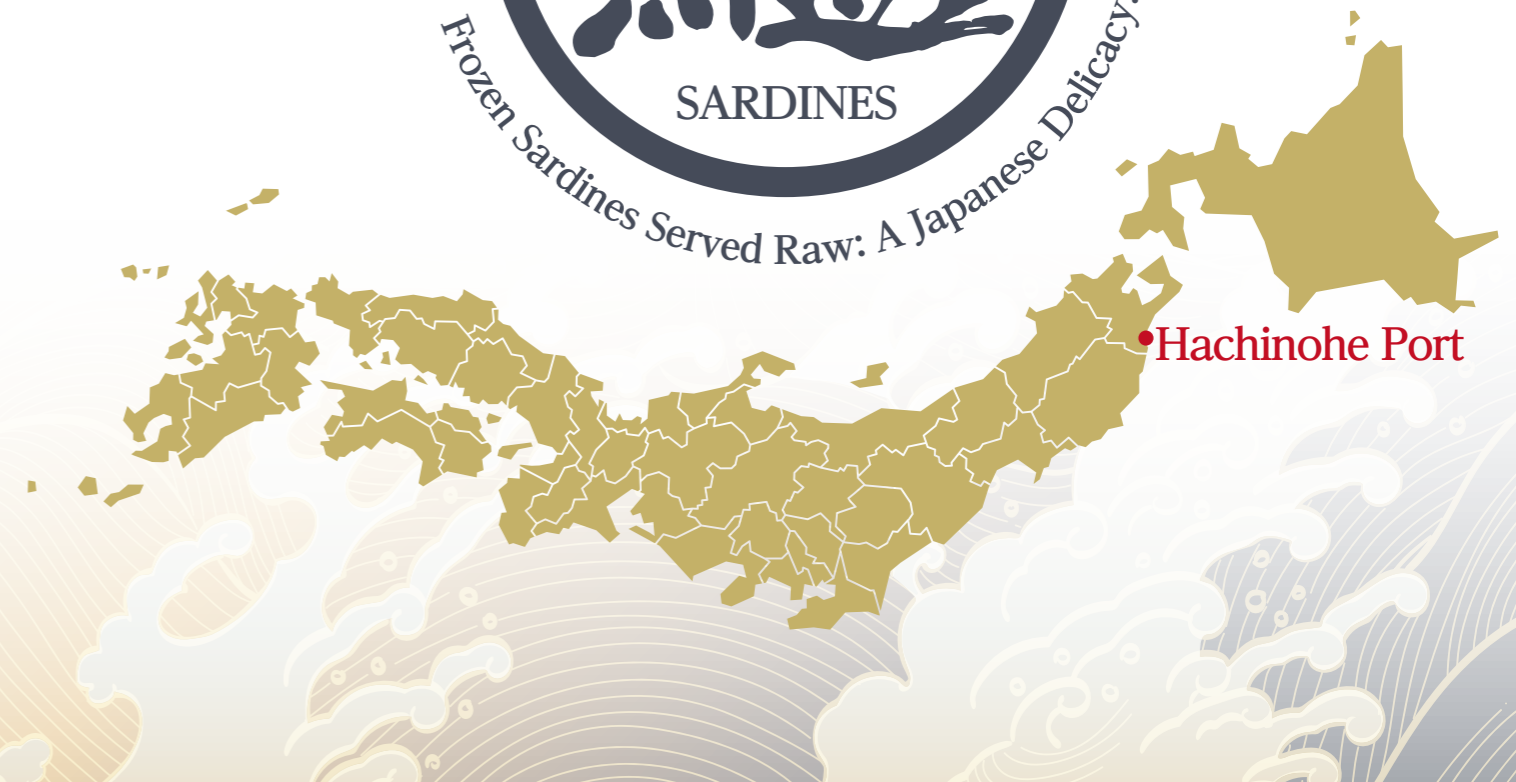 SARDINES
Frozen Sardines Served Raw: A Japanese Delicacy.
Hachinohe Port